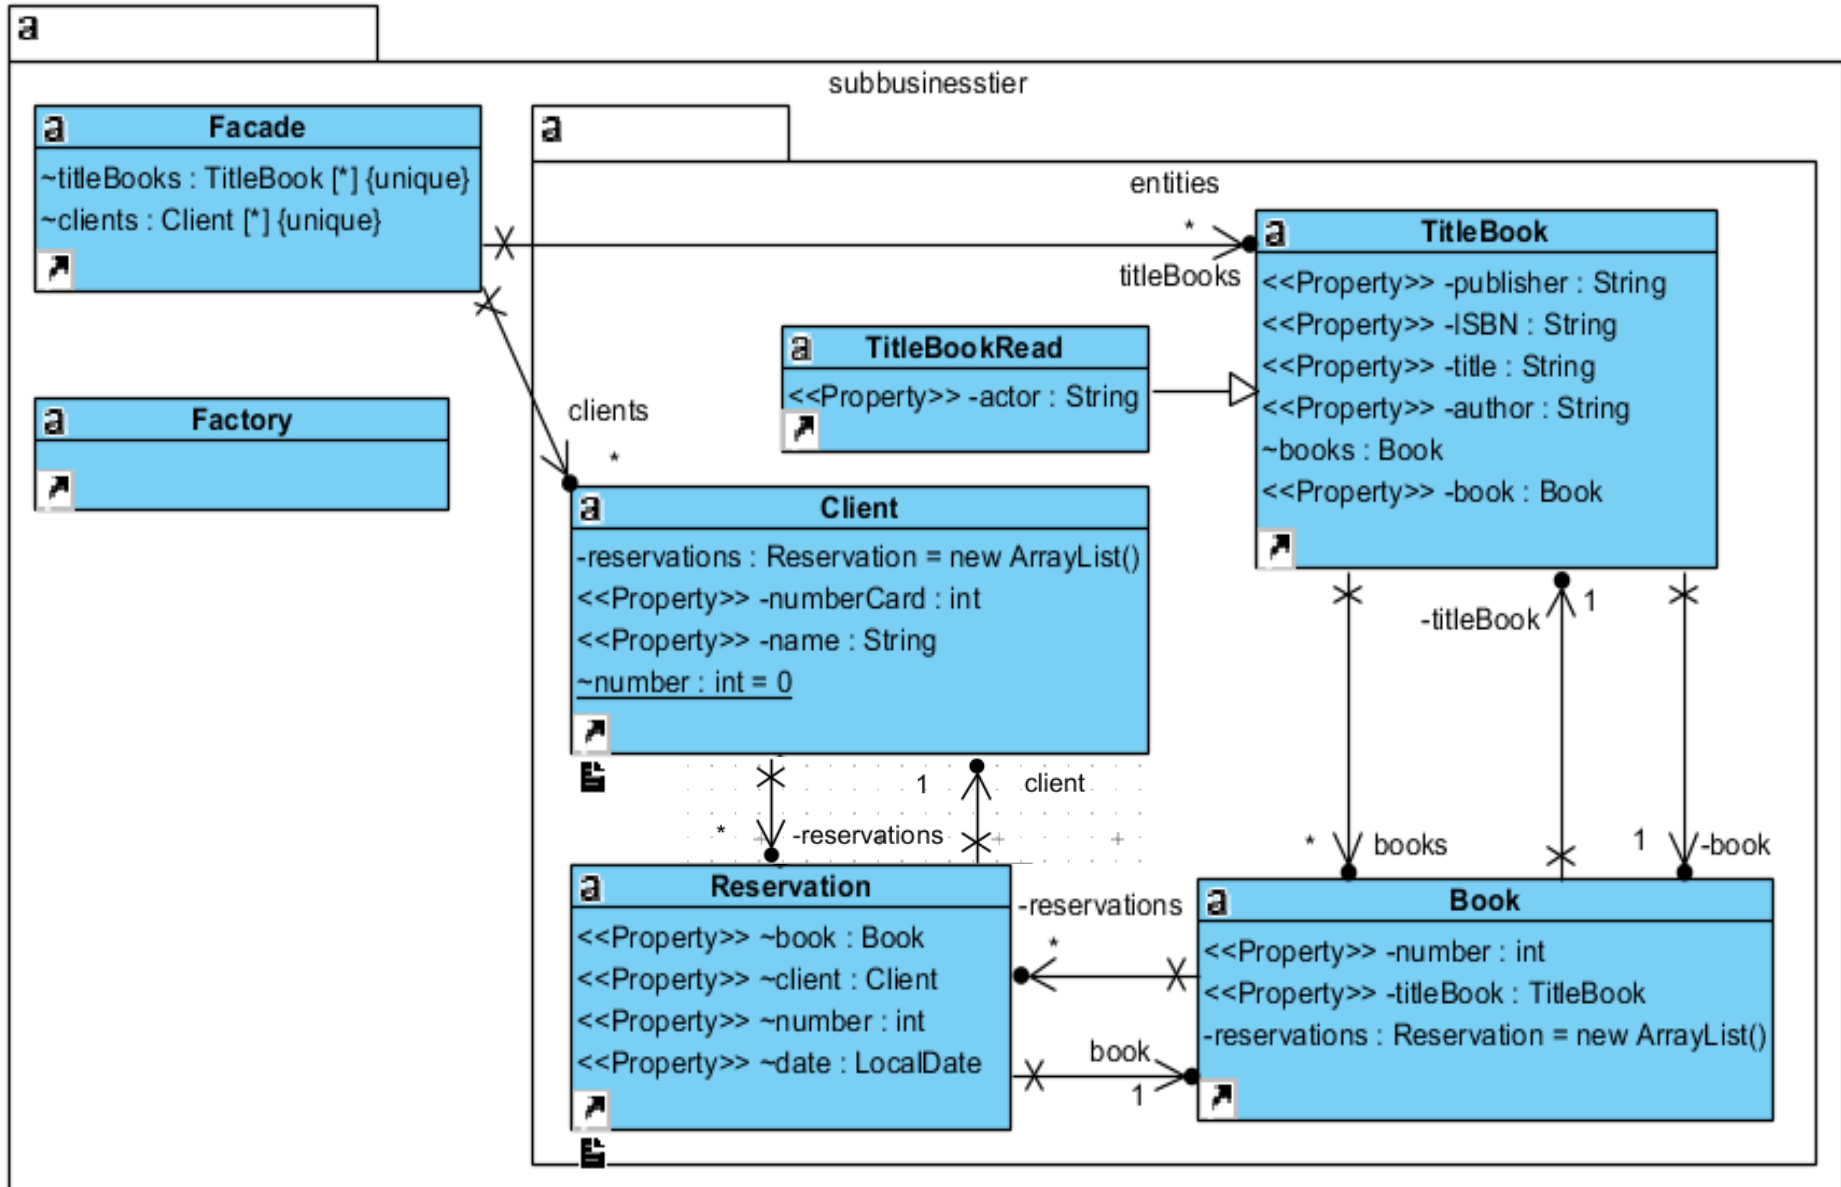 a
subbusinesstier
a Facade
~titleBooks : TitleBook [*] {unique}
~clients : Client [*] {unique}
a
entities
*
titleBooks
a TitleBook
<<Property>> -publisher : String
<<Property>> -ISBN : String
<<Property>> -title : String
<<Property>> -author : String
~books : Book
<<Property>> -book : Book
a TitleBookRead
<<Property>> -actor : String
a Factory
clients
*
a Client
-reservations : Reservation = new ArrayList()
<<Property>> -numberCard : int
<<Property>> -name : String
~number : int = 0
-titleBook
1
1
client
*
-reservations
*
books
1
-book
a Reservation
<<Property>> ~book : Book
<<Property>> ~client : Client
<<Property>> ~number : int
<<Property>> ~date : LocalDate
-reservations
*
book
1
a Book
<<Property>> -number : int
<<Property>> -titleBook : TitleBook
-reservations : Reservation = new ArrayList()